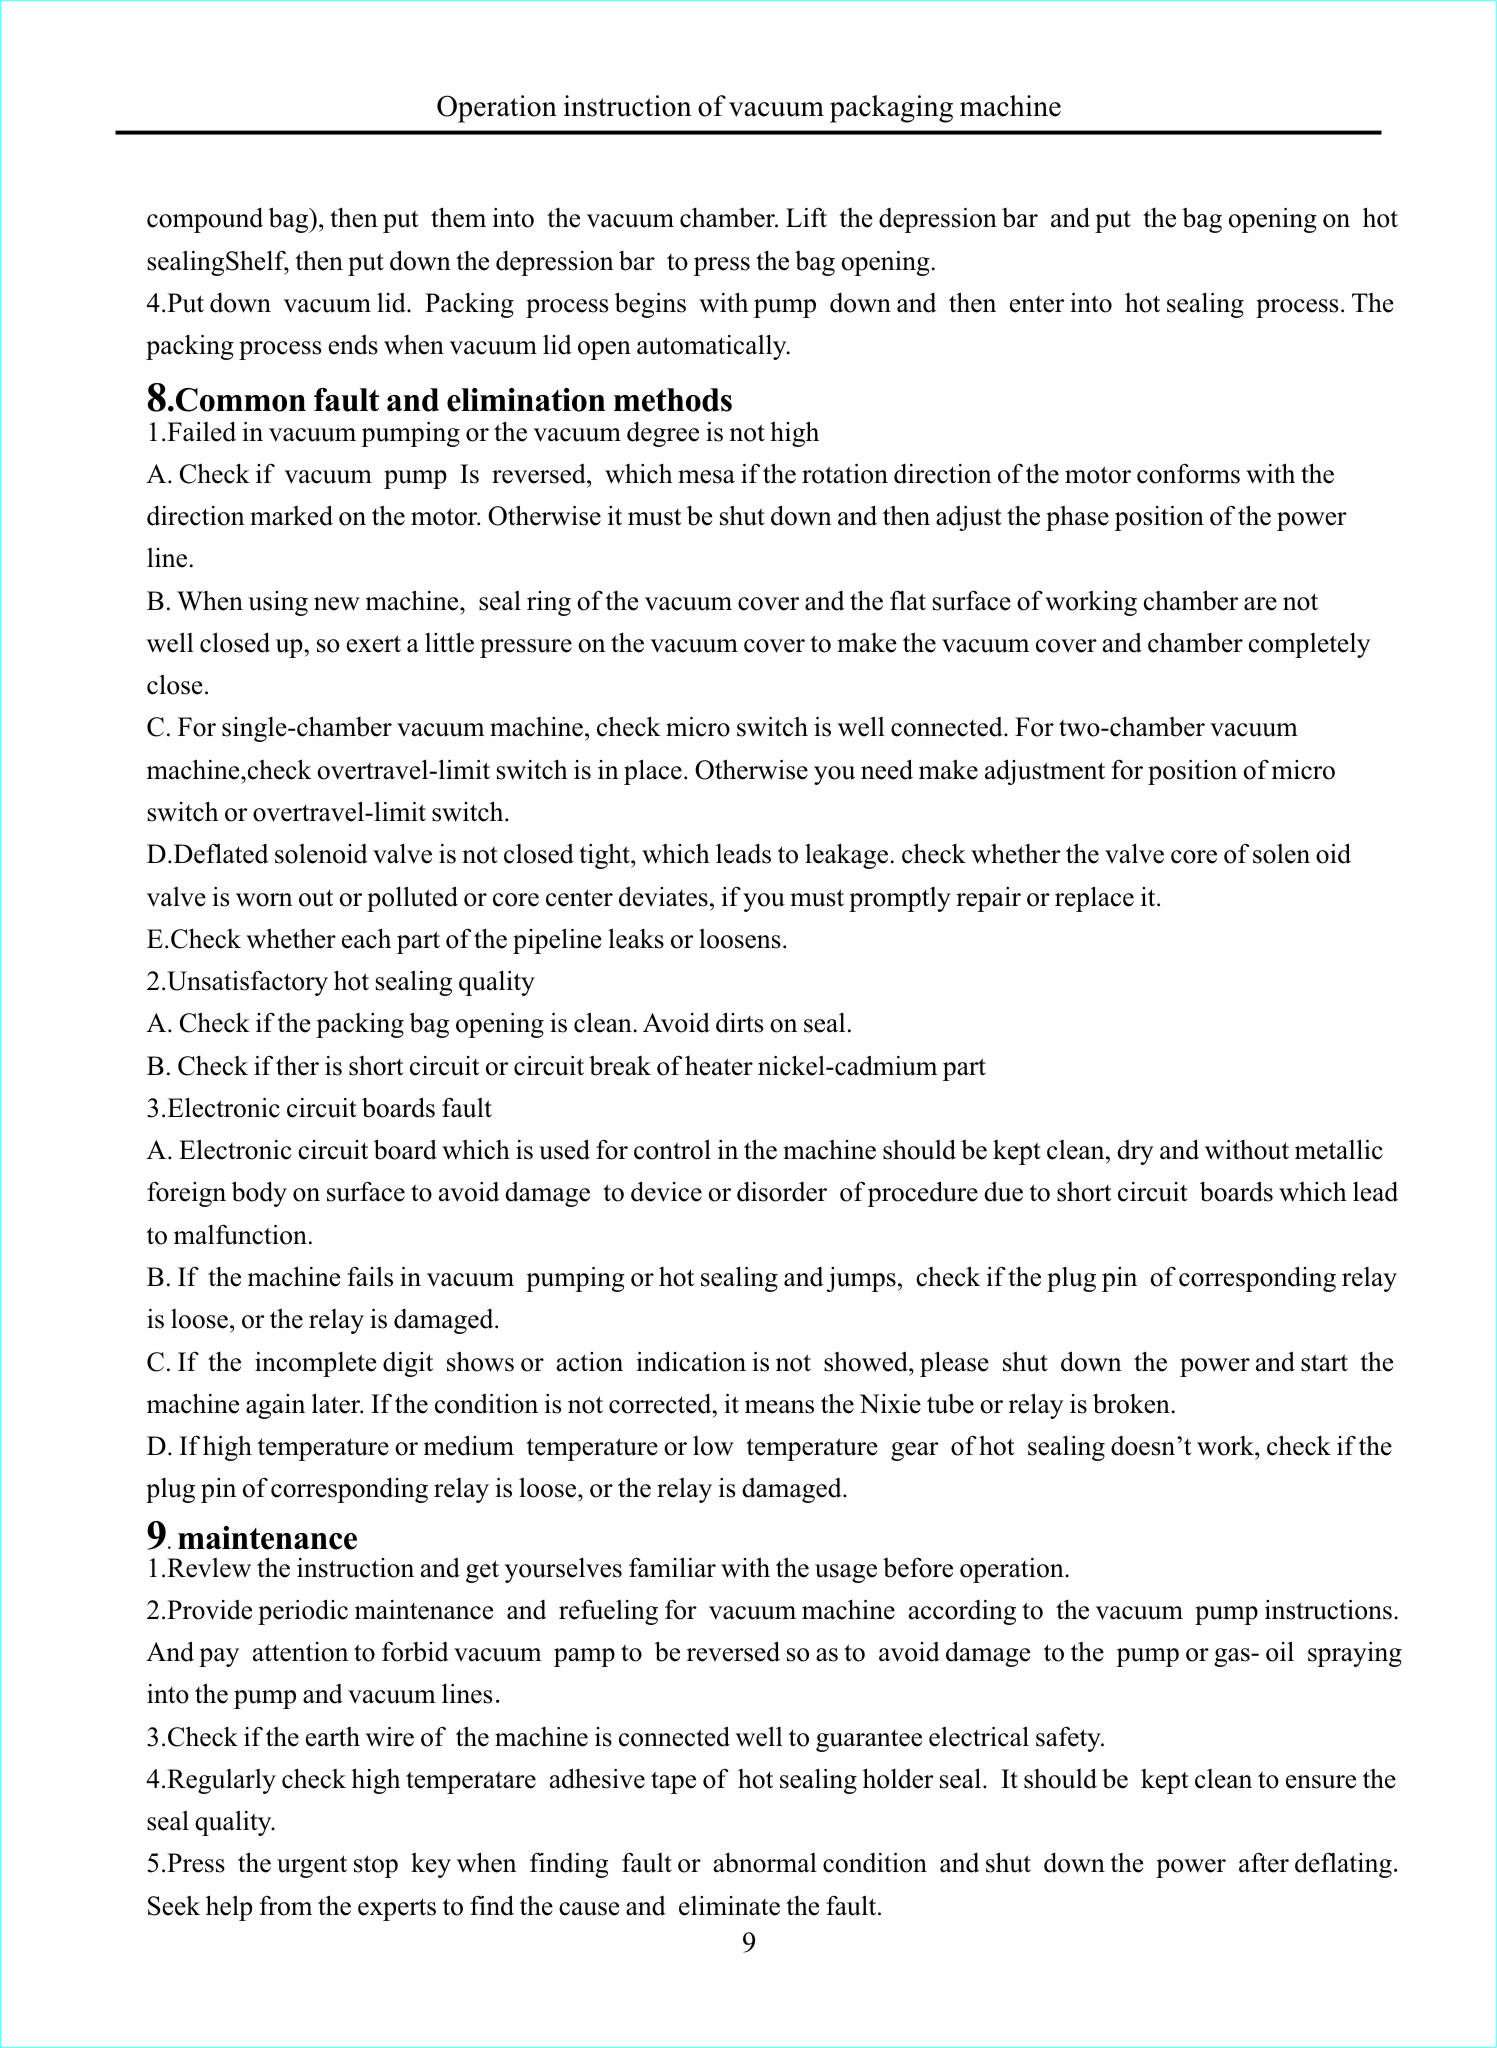 Operation instruction of vacuum packaging machine
compound bag), then put them into the vacuum chamber. Lift the depression bar and put the bag opening on hot
sealingShelf, then put down the depression bar to press the bag opening.
4.Put down vacuum lid. Packing process begins with pump down and then enter into hot sealing process. The
packing process ends when vacuum lid open automatically.
8.Common fault and elimination methods
1.Failed in vacuum pumping or the vacuum degree is not high
A. Check if vacuum pump Is reversed, which mesa if the rotation direction of the motor conforms with the
direction marked on the motor. Otherwise it must be shut down and then adjust the phase position of the power
line.
B. When using new machine, seal ring of the vacuum cover and the flat surface of working chamber are not
well closed up, so exert a little pressure on the vacuum cover to make the vacuum cover and chamber completely
close.
C. For single-chamber vacuum machine, check micro switch is well connected. For two-chamber vacuum
machine,check overtravel-limit switch is in place. Otherwise you need make adjustment for position of micro
switch or overtravel-limit switch.
D.Deflated solenoid valve is not closed tight, which leads to leakage. check whether the valve core of solen oid
valve is worn out or polluted or core center deviates, if you must promptly repair or replace it.
E.Check whether each part of the pipeline leaks or loosens.
2.Unsatisfactory hot sealing quality
A. Check if the packing bag opening is clean. Avoid dirts on seal.
B. Check if ther is short circuit or circuit break of heater nickel-cadmium part
3.Electronic circuit boards fault
A. Electronic circuit board which is used for control in the machine should be kept clean, dry and without metallic
foreign body on surface to avoid damage to device or disorder of procedure due to short circuit boards which lead
to malfunction.
B. If the machine fails in vacuum pumping or hot sealing and jumps, check if the plug pin of corresponding relay
is loose, or the relay is damaged.
C. If the incomplete digit shows or action indication is not showed, please shut down the power and start the
machine again later. If the condition is not corrected, it means the Nixie tube or relay is broken.
D. If high temperature or medium temperature or low temperature gear of hot sealing doesn’t work, check if the
plug pin of corresponding relay is loose, or the relay is damaged.
9. maintenance
1.Revlew the instruction and get yourselves familiar with the usage before operation.
2.Provide periodic maintenance and refueling for vacuum machine according to the vacuum pump instructions.
And pay attention to forbid vacuum pamp to be reversed so as to avoid damage to the pump or gas- oil spraying
into the pump and vacuum lines.
3.Check if the earth wire of the machine is connected well to guarantee electrical safety.
4.Regularly check high temperatare adhesive tape of hot sealing holder seal. It should be kept clean to ensure the
seal quality.
5.Press the urgent stop key when finding fault or abnormal condition and shut down the power after deflating.
Seek help from the experts to find the cause and eliminate the fault.
9